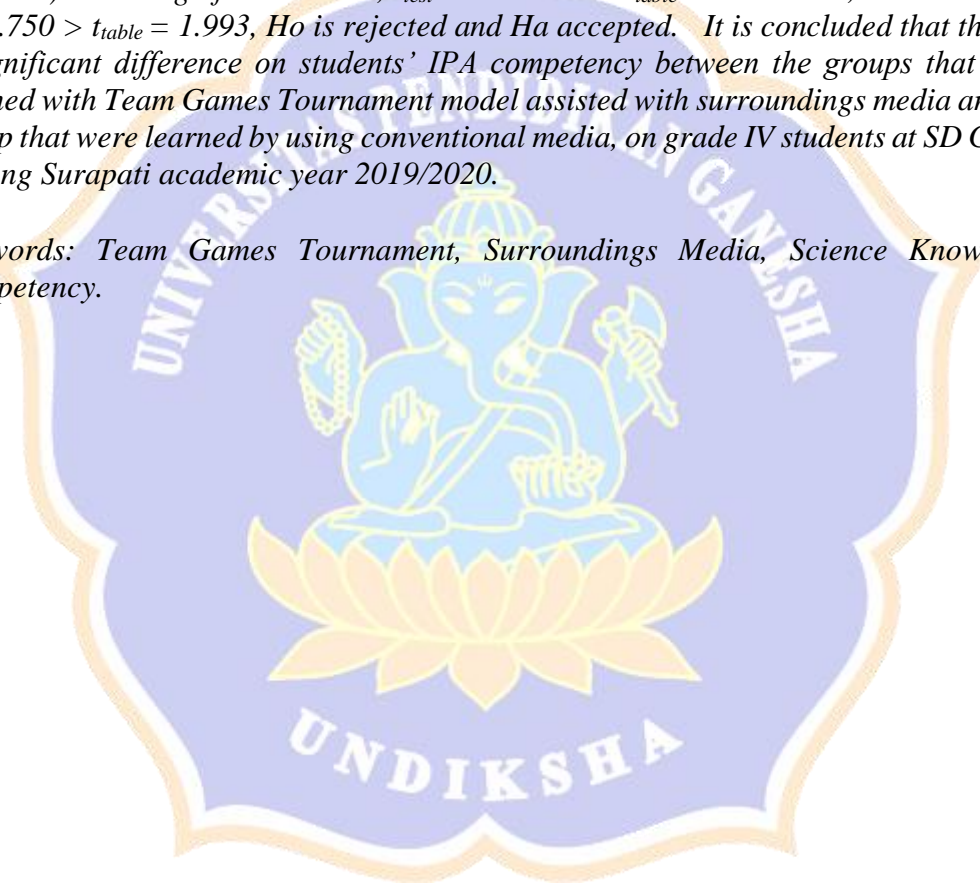 .750 > ttable = 1.993, Ho is rejected and Ha accepted. It is concluded that th
gnificant difference on students’ IPA competency between the groups that
ned with Team Games Tournament model assisted with surroundings media an
p that were learned by using conventional media, on grade IV students at SD G
ng Surapati academic year 2019/2020.
words: Team Games Tournament, Surroundings Media, Science Know
petency.
UNIVERSITAS PENDIDIKAN GANESHA
UNDIKSHA